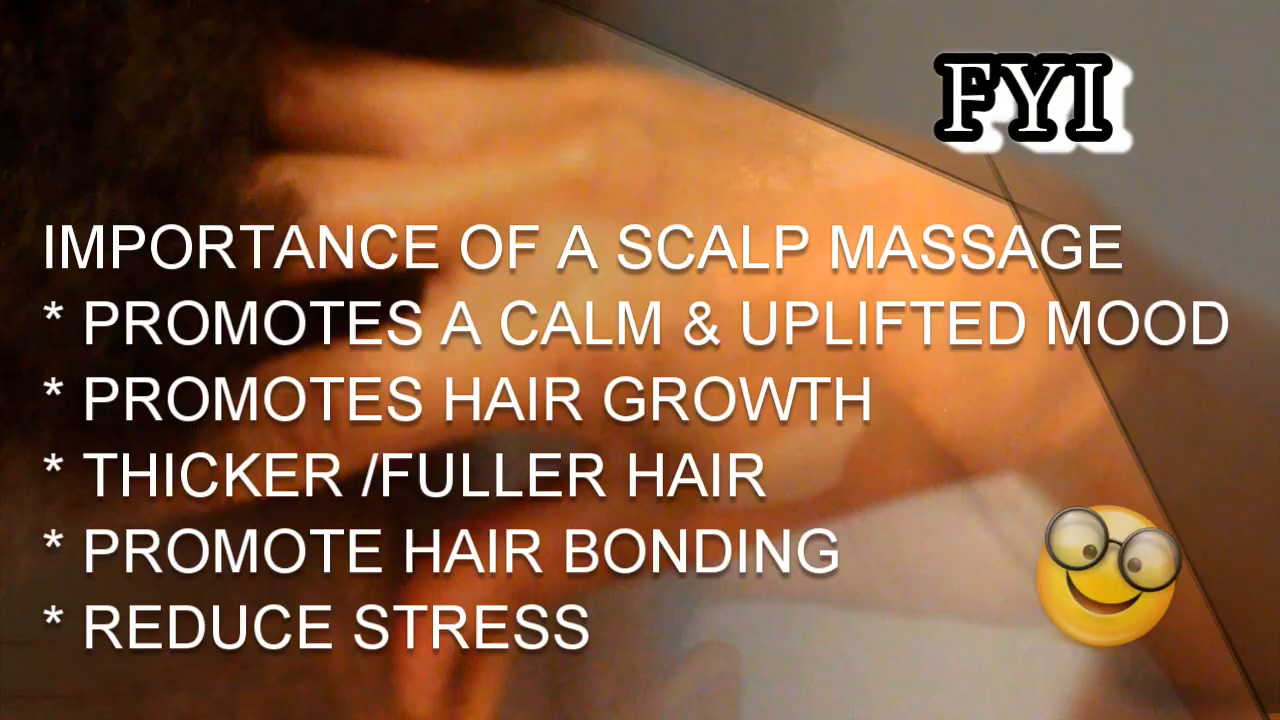 FYI
IMPORTANCE OF A SCALP MASSAGE
* PROMOTES A CALM & UPLIFTED MOOD
* PROMOTES HAIR GROWTH
* THICKER /FULLER HAIR
* PROMOTE HAIR BONDING
* REDUCE STRESS